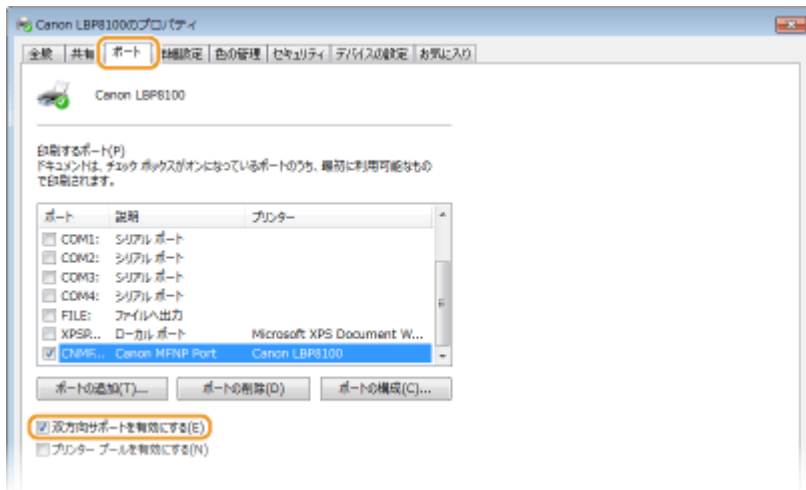 Canon LBP8100のプロパティ
全般 共有 ポート 詳細設定 色の管理 セキュリティ デバイスの設定 お気に入り
Canon LBP8100
印刷するポート(P)
ドキュメントは、チェック ボックスがオンになっているポートのうち、最初に利用可能なもの
で印刷されます。
ポート 説明 プリンター
COM1: シリアル ポート
COM2: シリアル ポート
COM3: シリアル ポート
COM4: シリアル ポート
FILE: ファイルへ出力
XPSP... ローカル ポート Microsoft XPS Document W...
CNMF... Canon MFNP Port Canon LBP8100
ポートの追加(T)... ポートの削除(D) ポートの構成(C)...
双方向サポートを有効にする(E)
プリンター プールを有効にする(N)